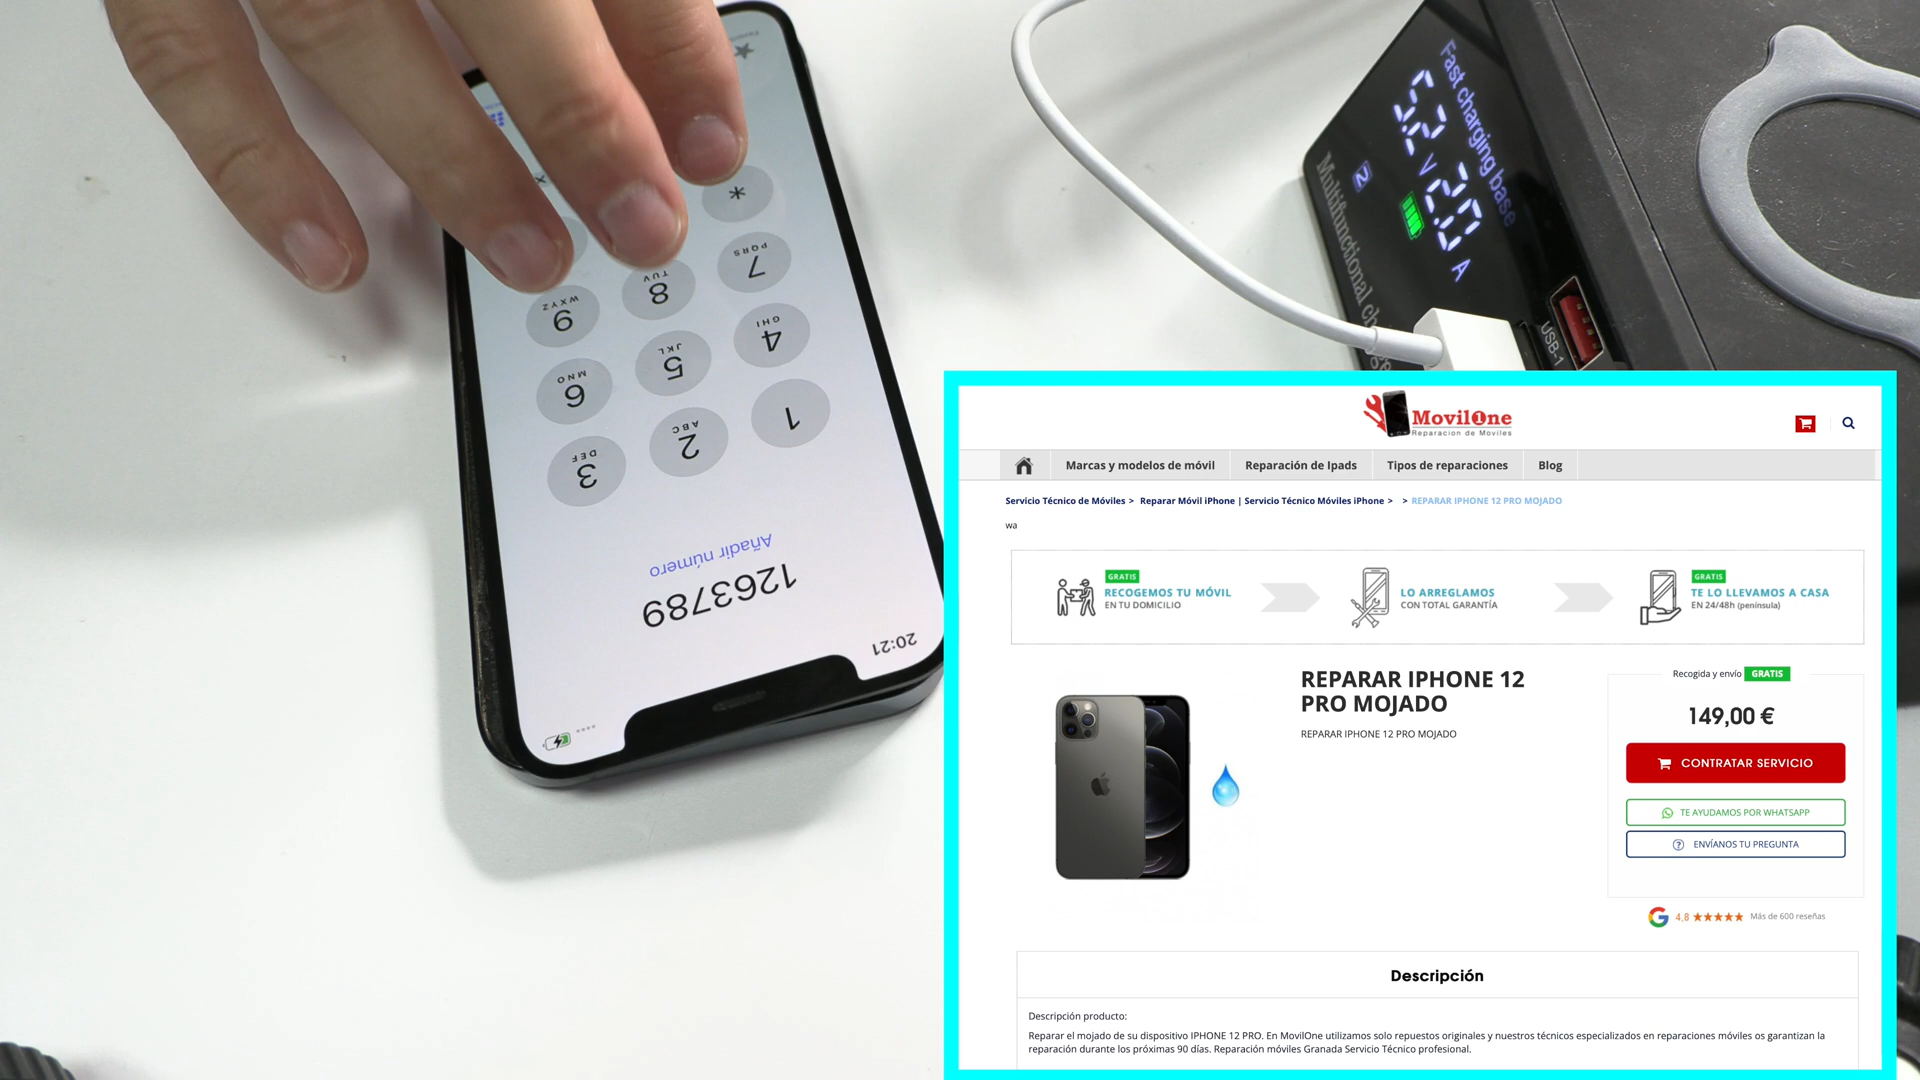 Favoritos
*
7
PQRS
8
TUV
9
WXYZ
4
GHI
5
JKL
6
MNO
1
2
ABC
3
DEF
Añadir número
1263789
20:21
Fast charging base
5.2 V 2.0 A
2
USB-1
MovilOne
Reparacion de Moviles
Marcas y modelos de móvil
Reparación de Ipads
Tipos de reparaciones
Blog
Servicio Técnico de Móviles > Reparar Móvil iPhone | Servicio Técnico Móviles iPhone > > REPARAR IPHONE 12 PRO MOJADO
wa
GRATIS
RECOGEMOS TU MÓVIL
EN TU DOMICILIO
LO ARREGLAMOS
CON TOTAL GARANTÍA
GRATIS
TE LO LLEVAMOS A CASA
EN 24/48h (península)
REPARAR IPHONE 12
PRO MOJADO
REPARAR IPHONE 12 PRO MOJADO
Recogida y envío GRATIS
149,00 €
CONTRATAR SERVICIO
TE AYUDAMOS POR WHATSAPP
ENVÍANOS TU PREGUNTA
4,8 ★★★★★ Más de 600 reseñas
Descripción
Descripción producto:
Reparar el mojado de su dispositivo IPHONE 12 PRO. En MovilOne utilizamos solo repuestos originales y nuestros técnicos especializados en reparaciones móviles os garantizan la
reparación durante los próximas 90 días. Reparación móviles Granada Servicio Técnico profesional.